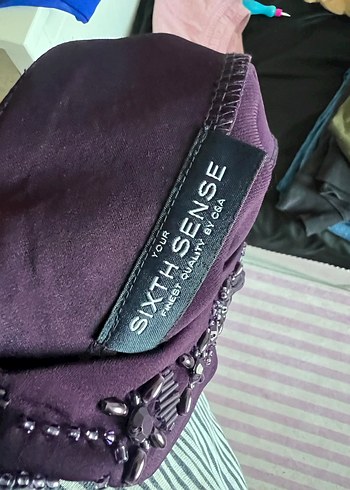 YOUR
SIXTH SENSE
FINEST QUALITY BY C&A